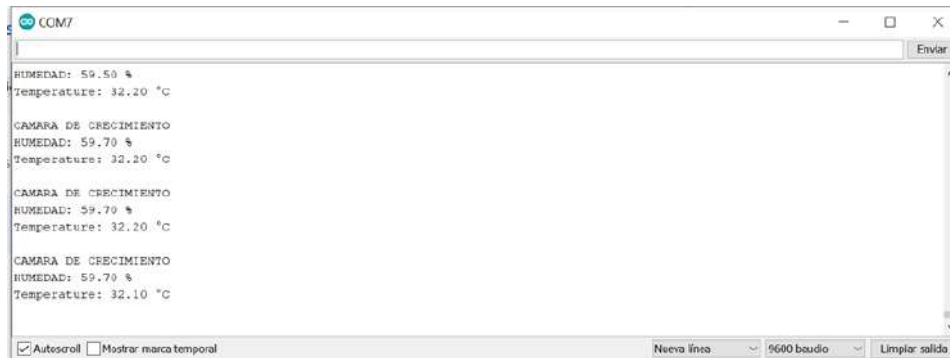 COM7
Enviar
HUMEDAD: 59.50 %
Temperature: 32.20 °C
CAMARA DE CRECIMIENTO
HUMEDAD: 59.70 %
Temperature: 32.20 °C
CAMARA DE CRECIMIENTO
HUMEDAD: 59.70 %
Temperature: 32.20 °C
CAMARA DE CRECIMIENTO
HUMEDAD: 59.70 %
Temperature: 32.10 °C
Autoscroll Mostrar marca temporal Nueva línea 9600 baudio Limpiar salida